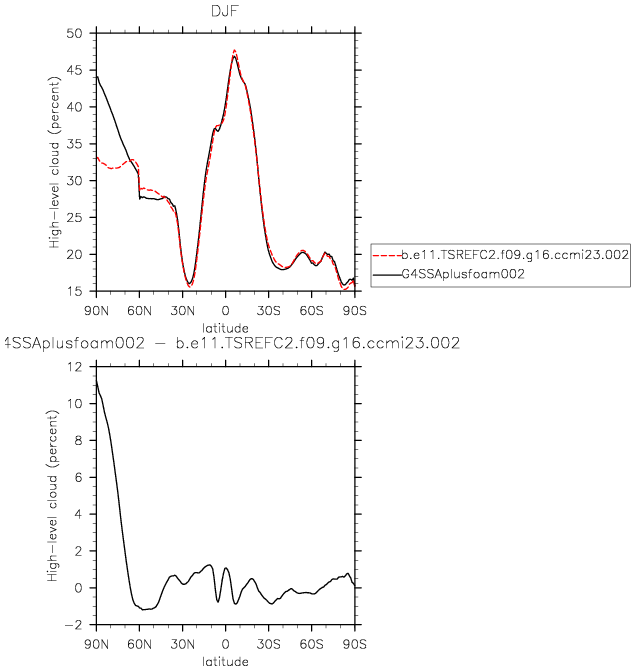 DJF
50
45
40
35
30
25
20
15
High-level cloud (percent)
90N 60N 30N 0 30S 60S 90S
latitude
b.e11.TSREFC2.f09.g16.ccmi23.002
G4SSAplusfoam002
4SSAplusfoam002 - b.e11.TSREFC2.f09.g16.ccmi23.002
12
10
8
6
4
2
0
-2
High-level cloud (percent)
90N 60N 30N 0 30S 60S 90S
latitude